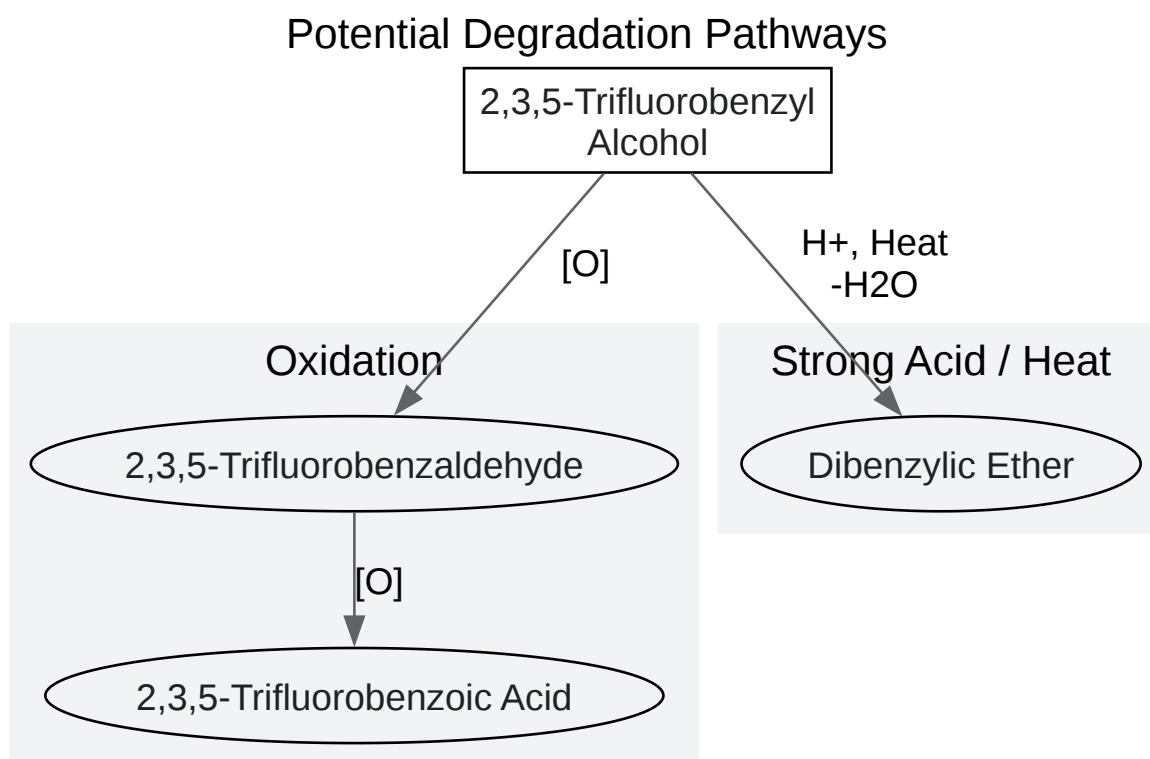 Potential Degradation Pathways
2,3,5-Trifluorobenzyl
Alcohol
[O]
H+, Heat
-H2O
Oxidation
Strong Acid / Heat
2,3,5-Trifluorobenzaldehyde
Dibenzylic Ether
[O]
2,3,5-Trifluorobenzoic Acid